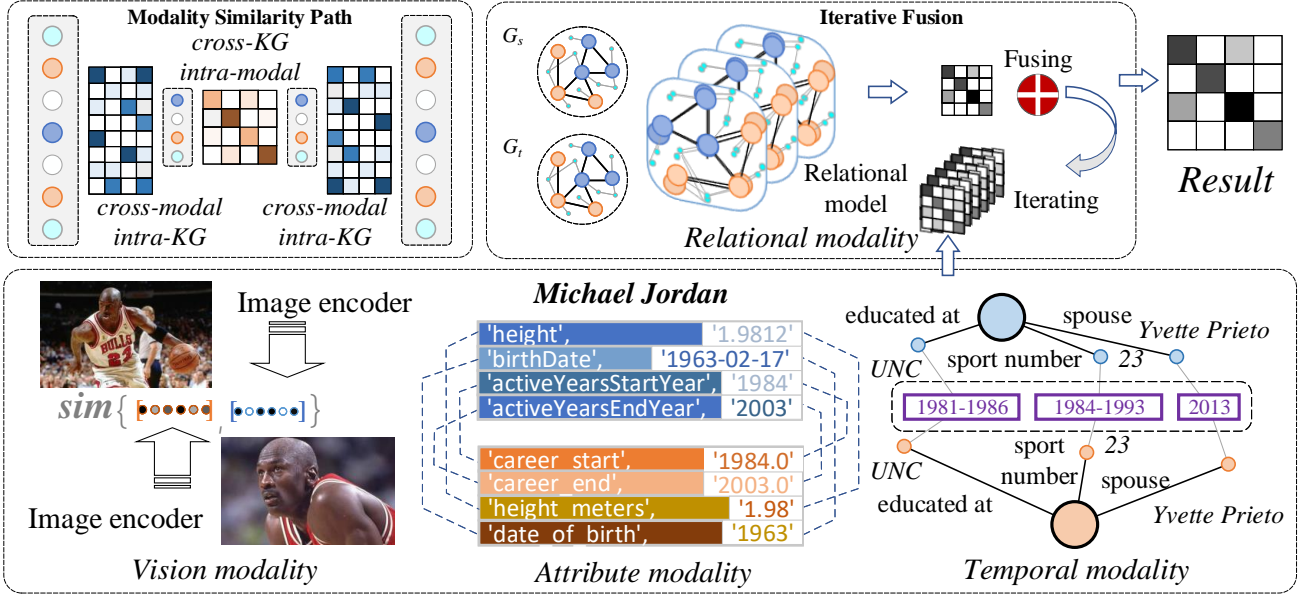 Modality Similarity Path
cross-KG
intra-modal
cross-modal
intra-KG
cross-modal
intra-KG
Iterative Fusion
Gs
Gt
Relational
model
Relational modality
Fusing
Iterating
Result
Image encoder
BULLS
23
sim{[ ], [ ]}
Image encoder
Vision modality
Michael Jordan
'height', '1.9812'
'birthDate', '1963-02-17'
'activeYearsStartYear', '1984'
'activeYearsEndYear', '2003'
'career_start', '1984.0'
'career_end', '2003.0'
'height_meters', '1.98'
'date_of_birth', '1963'
Attribute modality
educated at
spouse
Yvette Prieto
UNC
sport number
23
1981-1986
1984-1993
2013
UNC
sport
number
23
spouse
educated at
Yvette Prieto
Temporal modality